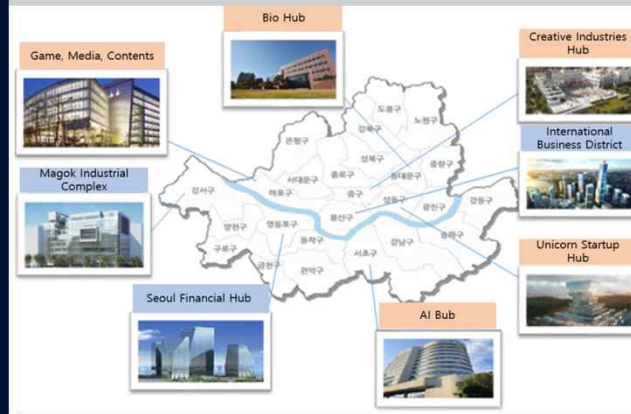 Bio Hub
Creative Industries
Hub
Game, Media, Contents
International
Business District
Magok Industrial
Complex
Unicorn Startup
Hub
Seoul Financial Hub
AI Bub
도봉구
노원구
강북구
은평구
성북구
중랑구
종로구
동대문구
서대문구
강서구
마포구
중구
성동구
강동구
용산구
광진구
양천구
영등포구
송파구
동작구
강남구
구로구
서초구
금천구
관악구